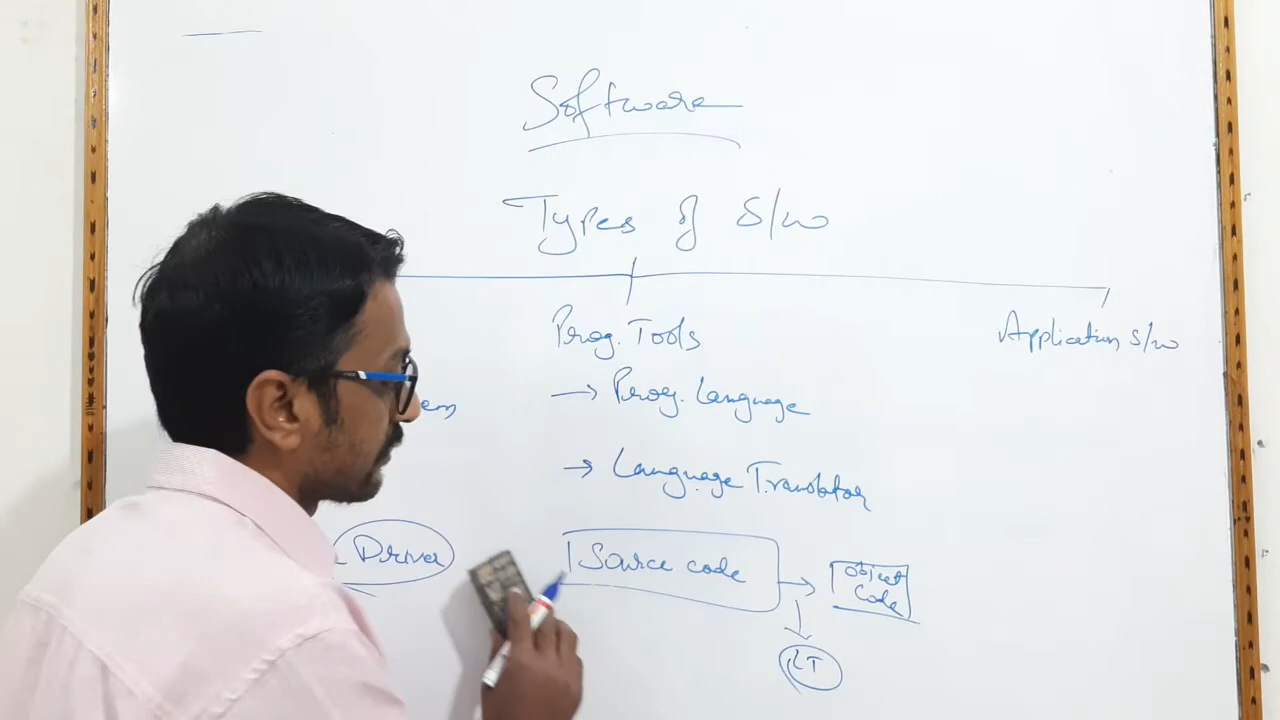 Software
Types of S/w
Prog. Tools
Application S/w
→ Prog. Language
→ Language Translator
Driver
Source code
Object
Code
LT